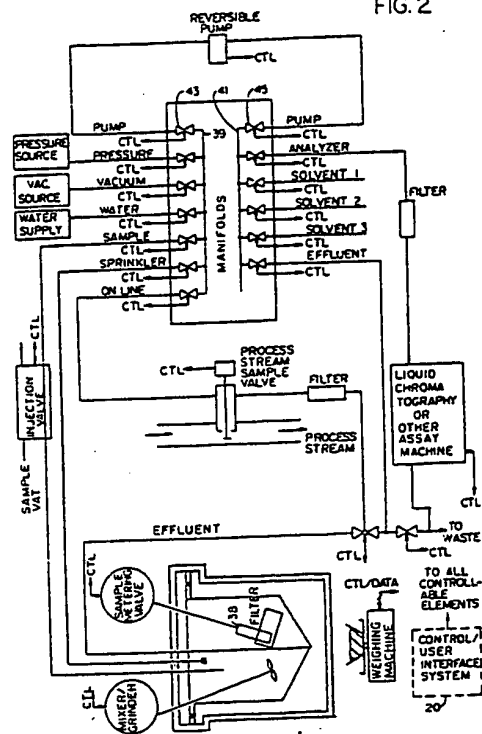 FIG. 2
REVERSIBLE
PUMP
CTL
43
41
45
PUMP
CTL
PRESSURE
SOURCE
PRESSURE
CTL
VAC.
SOURCE
VACUUM
CTL
WATER
SUPPLY
WATER
CTL
SAMPLE
CTL
SPRINKLER
CTL
ON LINE
CTL
39
MANIFOLDS
PUMP
CTL
ANALYZER
CTL
SOLVENT 1
CTL
SOLVENT 2
CTL
SOLVENT 3
CTL
EFFLUENT
CTL
FILTER
CTL
INJECTION
VALVE
SAMPLE
VAT
CTL
PROCESS
STREAM
SAMPLE
VALVE
FILTER
PROCESS
STREAM
LIQUID
CHROMA
TOGRAPHY
OR
OTHER
ASSAY
MACHINE
CTL
EFFLUENT
CTL
CTL
TO
WASTE
CTL
SAMPLE
METERING
VALVE
38
FILTER
CTL
MIXER/
GRINDER
CTL/DATA
WEIGHING
MACHINE
TO ALL
CONTROLL-
ABLE
ELEMENTS
CONTROL/
USER
INTERFACE
SYSTEM
20